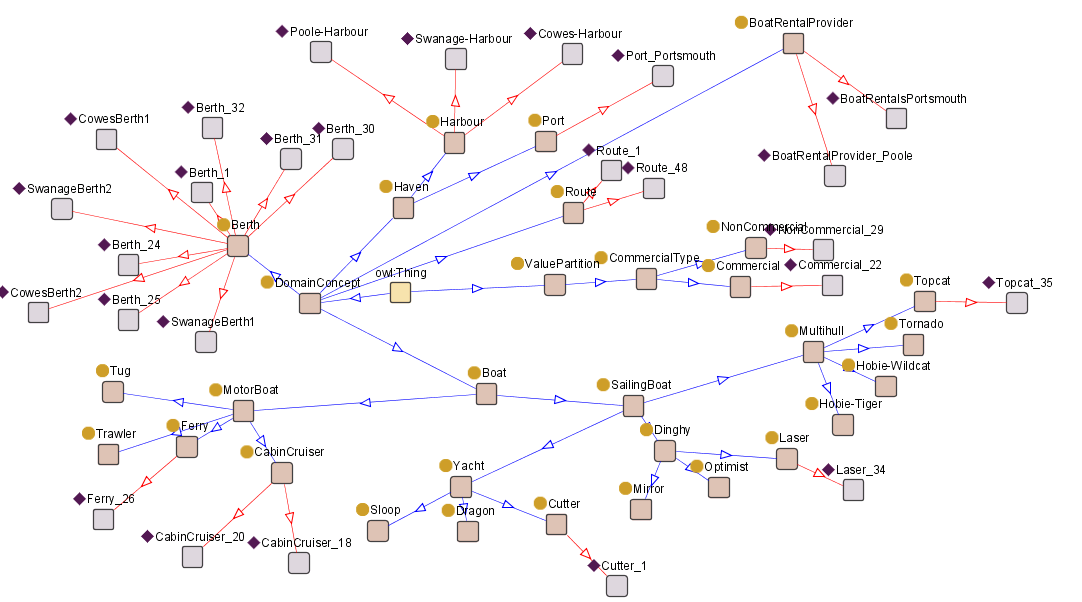 BoatRentalProvider
Poole-Harbour
Swanage-Harbour
Cowes-Harbour
Port_Portsmouth
BoatRentalsPortsmouth
Berth_32
CowesBerth1
Harbour
Port
Berth_31
Berth_30
Route_1
BoatRentalProvider_Poole
Berth_1
Route_48
SwanageBerth2
Haven
Route
Berth
NonCommercial
NonCommercial_29
Berth_24
ValuePartition
CommercialType
Commercial
Commercial_22
owl:Thing
DomainConcept
Topcat
Topcat_35
CowesBerth2
Berth_25
SwanageBerth1
Multihull
Tornado
Hobie-Wildcat
Tug
MotorBoat
Boat
SailingBoat
Hobie-Tiger
Trawler
Ferry
Dinghy
Laser
CabinCruiser
Yacht
Optimist
Laser_34
Mirror
Ferry_26
Sloop
Dragon
Cutter
CabinCruiser_20
CabinCruiser_18
Cutter_1